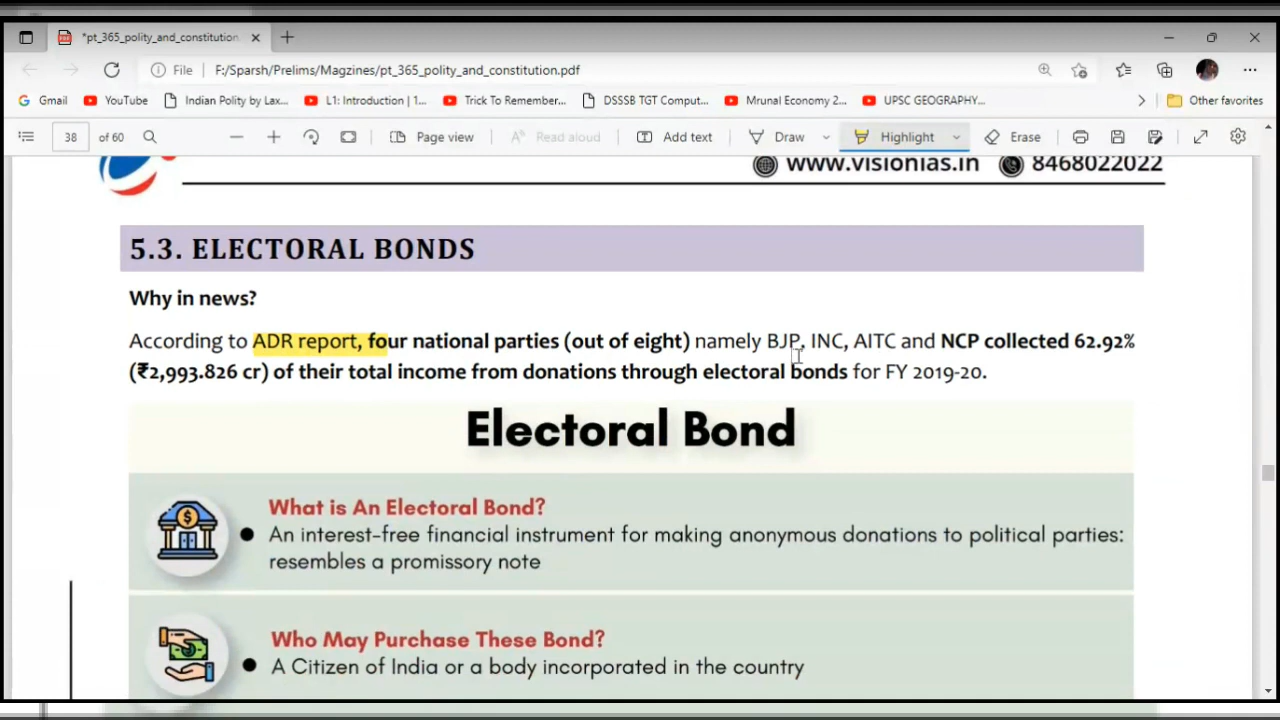 *pt_365_polity_and_constitution
File F:/Sparsh/Prelims/Magzines/pt_365_polity_and_constitution.pdf
Gmail YouTube Indian Polity by Lax... L1: Introduction | 1... Trick To Remember... DSSSB TGT Comput... Mrunal Economy 2... UPSC GEOGRAPHY... Other favorites
38 of 60 Page view Read aloud Add text Draw Highlight Erase
www.visionias.in 8468022022
5.3. ELECTORAL BONDS
Why in news?
According to ADR report, four national parties (out of eight) namely BJP, INC, AITC and NCP collected 62.92%
(₹2,993.826 cr) of their total income from donations through electoral bonds for FY 2019-20.
Electoral Bond
What is An Electoral Bond?
● An interest-free financial instrument for making anonymous donations to political parties:
resembles a promissory note
Who May Purchase These Bond?
● A Citizen of India or a body incorporated in the country